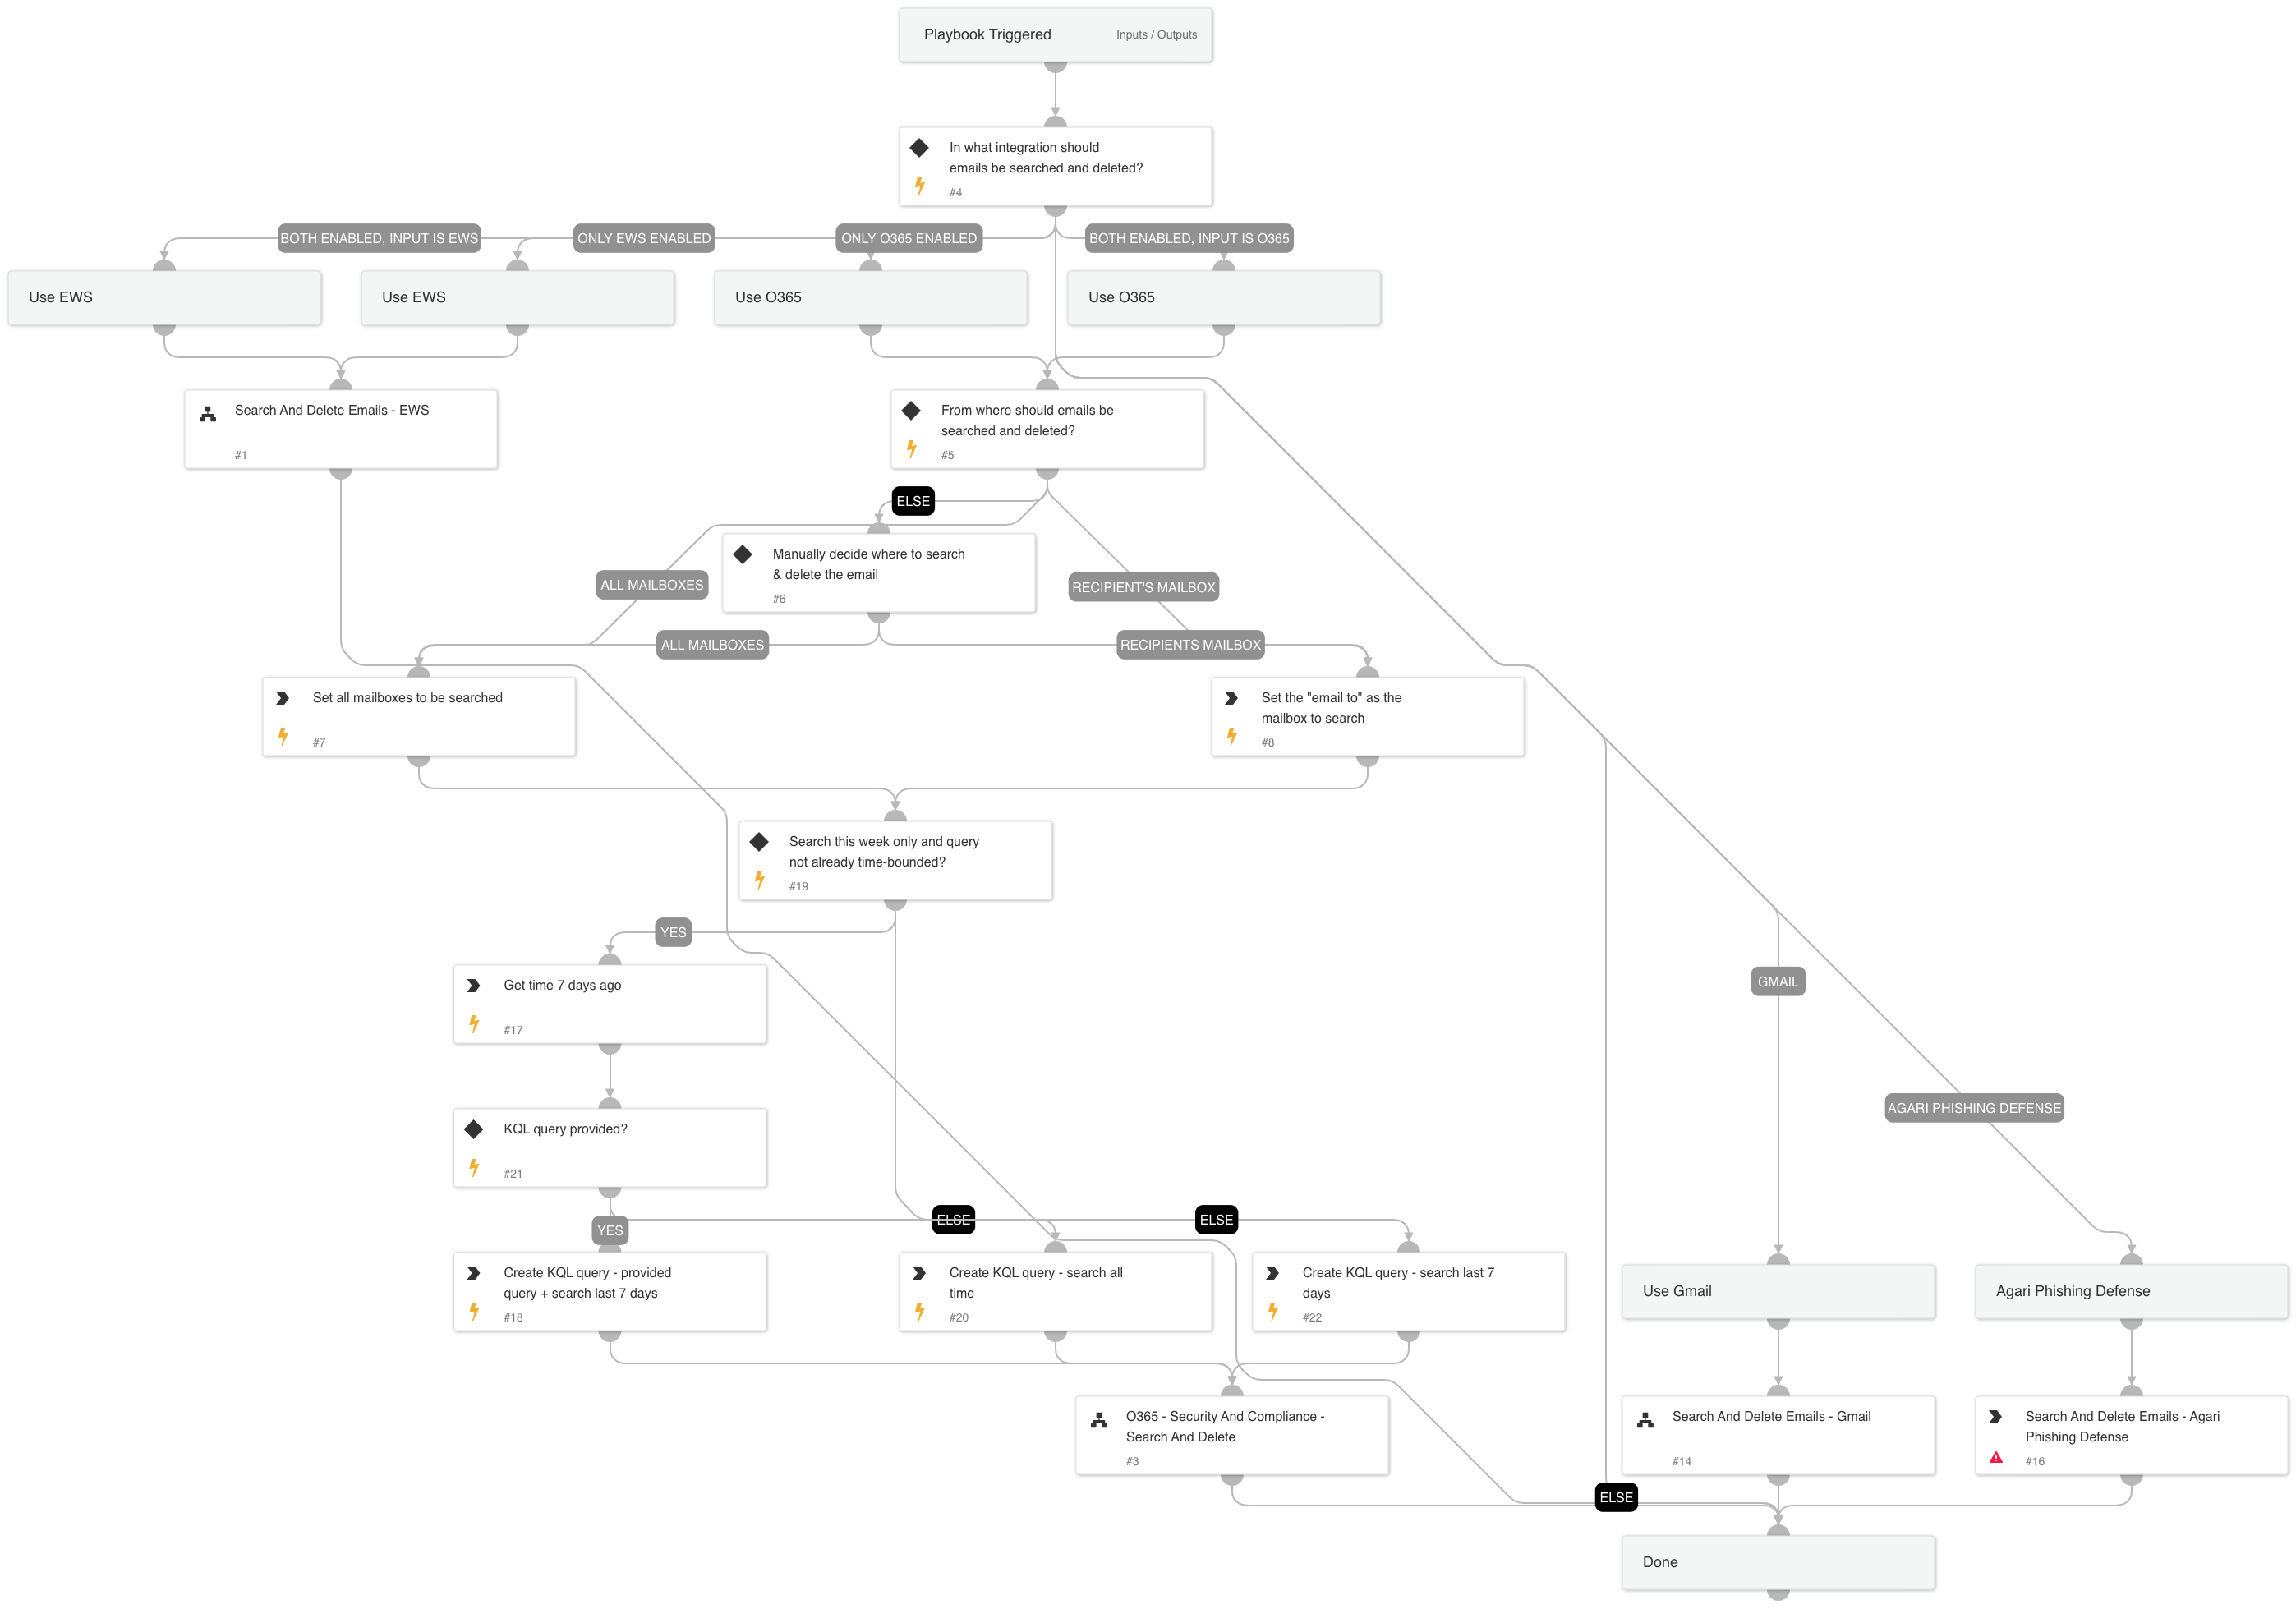 Playbook Triggered
Inputs / Outputs
In what integration should
emails be searched and deleted?
#4
BOTH ENABLED, INPUT IS EWS
ONLY EWS ENABLED
ONLY O365 ENABLED
BOTH ENABLED, INPUT IS O365
Use EWS
Use EWS
Use O365
Use O365
Search And Delete Emails - EWS
#1
From where should emails be
searched and deleted?
#5
ELSE
Manually decide where to search
& delete the email
#6
ALL MAILBOXES
RECIPIENT'S MAILBOX
ALL MAILBOXES
RECIPIENTS MAILBOX
Set all mailboxes to be searched
#7
Set the "email to" as the
mailbox to search
#8
Search this week only and query
not already time-bounded?
#19
YES
Get time 7 days ago
#17
GMAIL
KQL query provided?
#21
AGARI PHISHING DEFENSE
YES
ELSE
ELSE
Create KQL query - provided
query + search last 7 days
#18
Create KQL query - search all
time
#20
Create KQL query - search last 7
days
#22
Use Gmail
Agari Phishing Defense
O365 - Security And Compliance -
Search And Delete
#3
Search And Delete Emails - Gmail
#14
Search And Delete Emails - Agari
Phishing Defense
#16
ELSE
Done